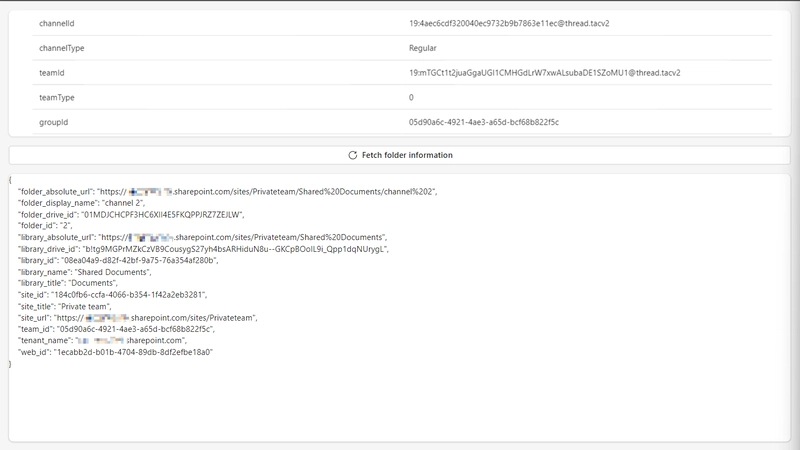 channelId 19:4aec6cdf320040ec9732b9b7863e11ec@thread.tacv2
channelType Regular
teamId 19:mTGCt1t2juaGgaUGI1CMHGdLrW7xwALsubaDE1SZoMU1@thread.tacv2
teamType 0
groupId 05d90a6c-4921-4ae3-a65d-bcf68b822f5c
Fetch folder information
{
"folder_absolute_url": "https:// .sharepoint.com/sites/Privateteam/Shared%20Documents/channel%202",
"folder_display_name": "channel 2",
"folder_drive_id": "01MDJCHCPF3HC6XII4E5FKQPPJRZ7ZEJLW",
"folder_id": "2",
"library_absolute_url": "https:// .sharepoint.com/sites/Privateteam/Shared%20Documents",
"library_drive_id": "b!tg9MGPrMZkCzVB9CousygS27yh4bsARHiduN8u--GKCpBOoIL9i_Qpp1dqNUrygL",
"library_id": "08ea04a9-d82f-42bf-9a75-76a354af280b",
"library_name": "Shared Documents",
"library_title": "Documents",
"site_id": "184c0fb6-ccfa-4066-b354-1f42a2eb3281",
"site_title": "Private team",
"site_url": "https:// .sharepoint.com/sites/Privateteam",
"team_id": "05d90a6c-4921-4ae3-a65d-bcf68b822f5c",
"tenant_name": " sharepoint.com",
"web_id": "1ecabb2d-b01b-4704-89db-8df2efbe18a0"
}